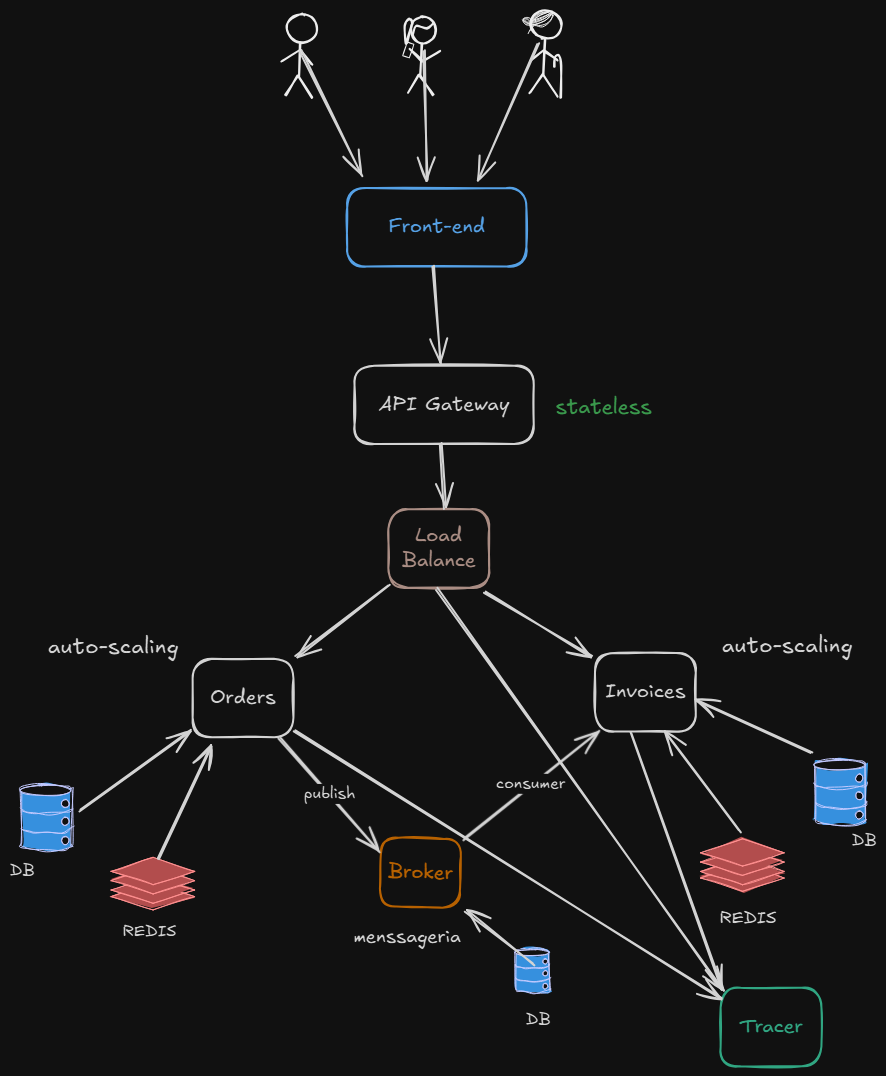 Front-end
API Gateway
stateless
Load
Balance
auto-scaling
auto-scaling
Orders
Invoices
publish
consumer
DB
DB
Broker
REDIS
REDIS
menssageria
DB
Tracer